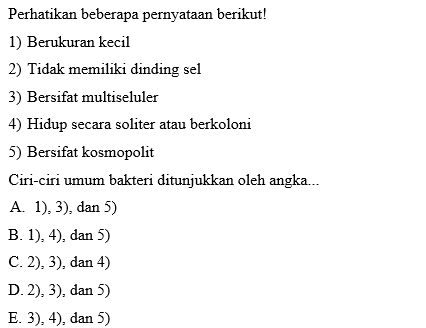 Perhatikan beberapa pernyataan berikut!
1) Berukuran kecil
2) Tidak memiliki dinding sel
3) Bersifat multiseluler
4) Hidup secara soliter atau berkoloni
5) Bersifat kosmopolit
Ciri-ciri umum bakteri ditunjukkan oleh angka...
A. 1), 3), dan 5)
B. 1), 4), dan 5)
C. 2), 3), dan 4)
D. 2), 3), dan 5)
E. 3), 4), dan 5)